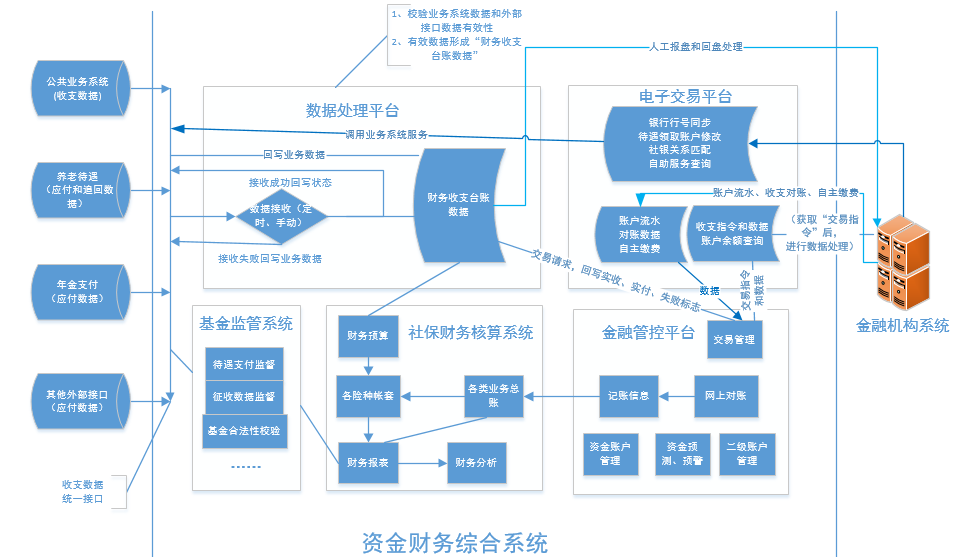 1、校验业务系统数据和外部
接口数据有效性
2、有效数据形成“财务收支
台账数据”
人工报盘和回盘处理
公共业务系统
(收支数据)
数据处理平台
电子交易平台
银行行号同步
待遇领取账户修改
社银关系匹配
自助服务查询
调用业务系统服务
回写业务数据
养老待遇
（应付和追回数
据）
接收成功回写状态
财务收支台账
数据
数据接收（定
时、手动）
接收失败回写业务数据
账户流水、收支对账、自主缴费
账户流水
对账数据
自主缴费
收支指令和数据
账户余额查询
（获取“交易指
令”后，
进行数据处理）
年金支付
（应付数据）
交易请求，回写实收、实付、失败标志
数据
交易指令
和数据
金融机构系统
基金监管系统
待遇支付监督
征收数据监督
基金合法性校验
······
财务预算
社保财务核算系统
各险种帐套
各类业务总
账
财务报表
财务分析
金融管控平台
交易管理
记账信息
网上对账
资金账户
管理
资金预
测、预警
二级账户
管理
其他外部接口
（应付数据）
收支数据
统一接口
资金财务综合系统